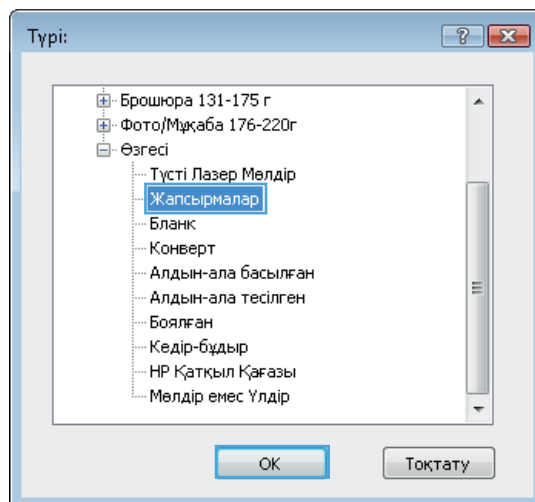 Түрі:
Брошюра 131-175 г
Фото/Мұқаба 176-220г
Өзгесі
Түсті Лазер Мөлдір
Жапсырмалар
Бланк
Конверт
Алдын-ала басылған
Алдын-ала тесілген
Боялған
Кедір-бұдыр
HP Қатқыл Қағазы
Мөлдір емес Үлдір
OK
Тоқтату